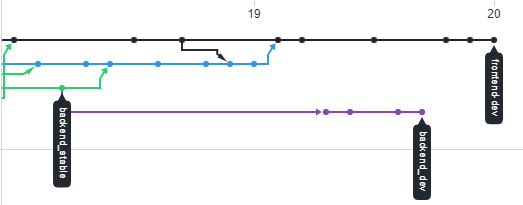 19
20
frontend-dev
backend_stable
backend_dev